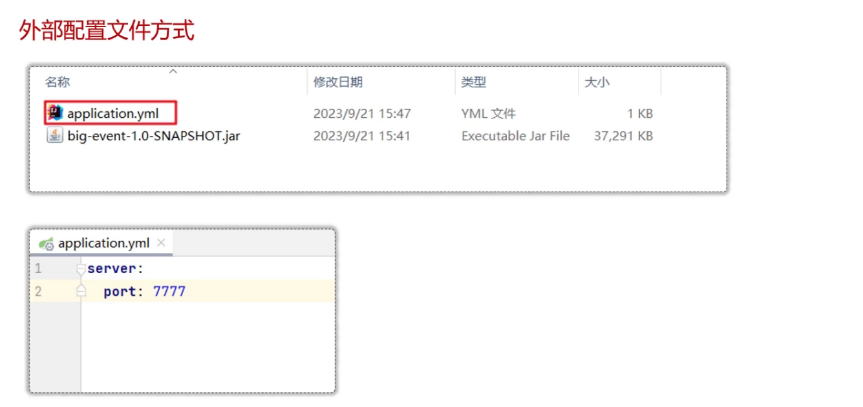 外部配置文件方式
名称 修改日期 类型 大小
application.yml 2023/9/21 15:47 YML 文件 1 KB
big-event-1.0-SNAPSHOT.jar 2023/9/21 15:41 Executable Jar File 37,291 KB
application.yml ×
1 server:
2 port: 7777